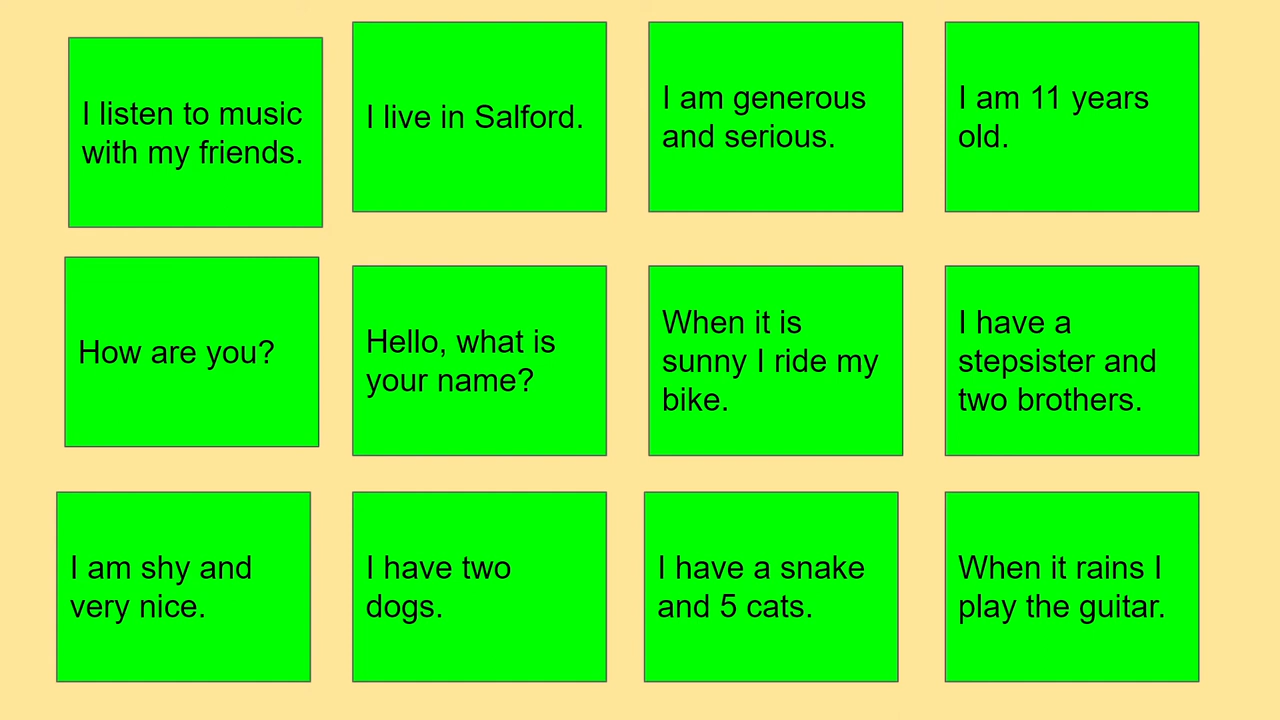 I listen to music
with my friends.
I live in Salford.
I am generous
and serious.
I am 11 years
old.
How are you?
Hello, what is
your name?
When it is
sunny I ride my
bike.
I have a
stepsister and
two brothers.
I am shy and
very nice.
I have two
dogs.
I have a snake
and 5 cats.
When it rains I
play the guitar.